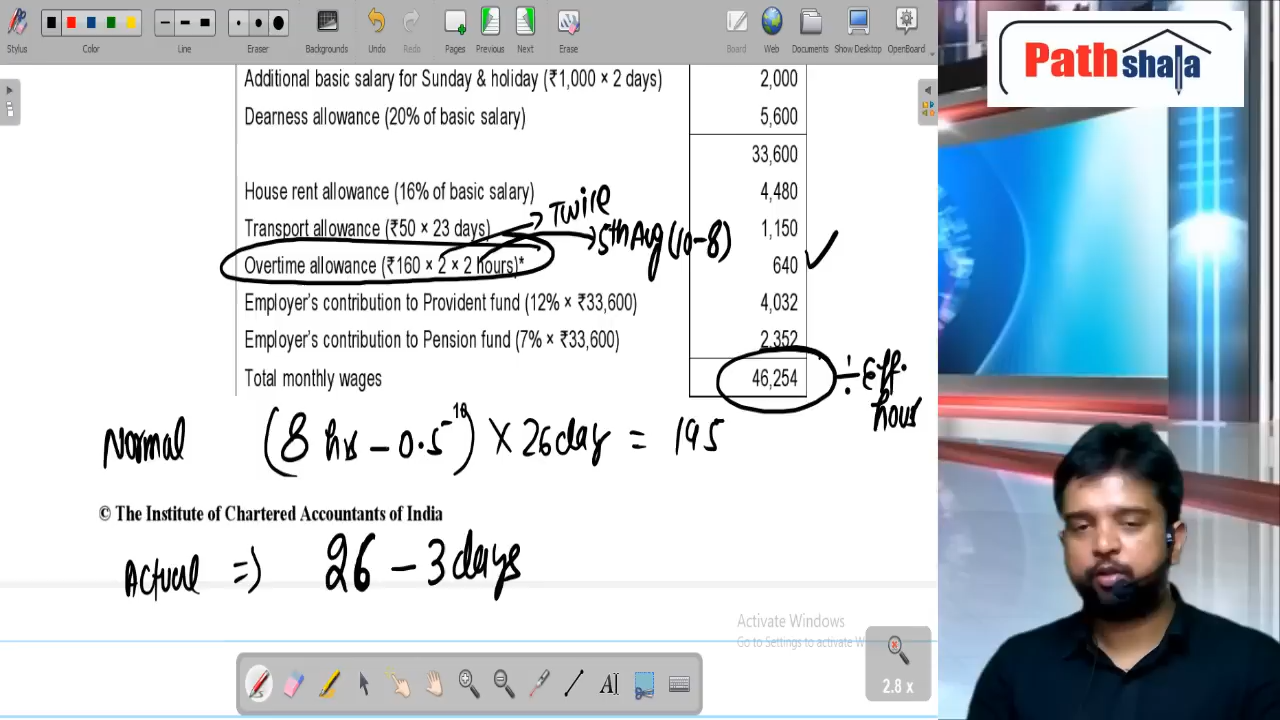 Stylus Color Line Eraser Backgrounds Undo Redo Pages Previous Next Erase Board Web Documents Show Desktop OpenBoard
Path shala
Additional basic salary for Sunday & holiday (₹1,000 × 2 days) 2,000
Dearness allowance (20% of basic salary) 5,600
33,600
House rent allowance (16% of basic salary) 4,480
Twice
Transport allowance (₹50 × 23 days) 1,150
5th Aug (10-8)
Overtime allowance (₹160 × 2 × 2 hours)* 640
Employer's contribution to Provident fund (12% × ₹33,600) 4,032
Employer's contribution to Pension fund (7% × ₹33,600) 2,352
Total monthly wages 46,254
÷ Eff. hour
Normal (8 hrs - 0.5) × 26 day = 195
© The Institute of Chartered Accountants of India
Actual => 26 - 3 days
Activate Windows
Go to Settings to activate W
2.8 x